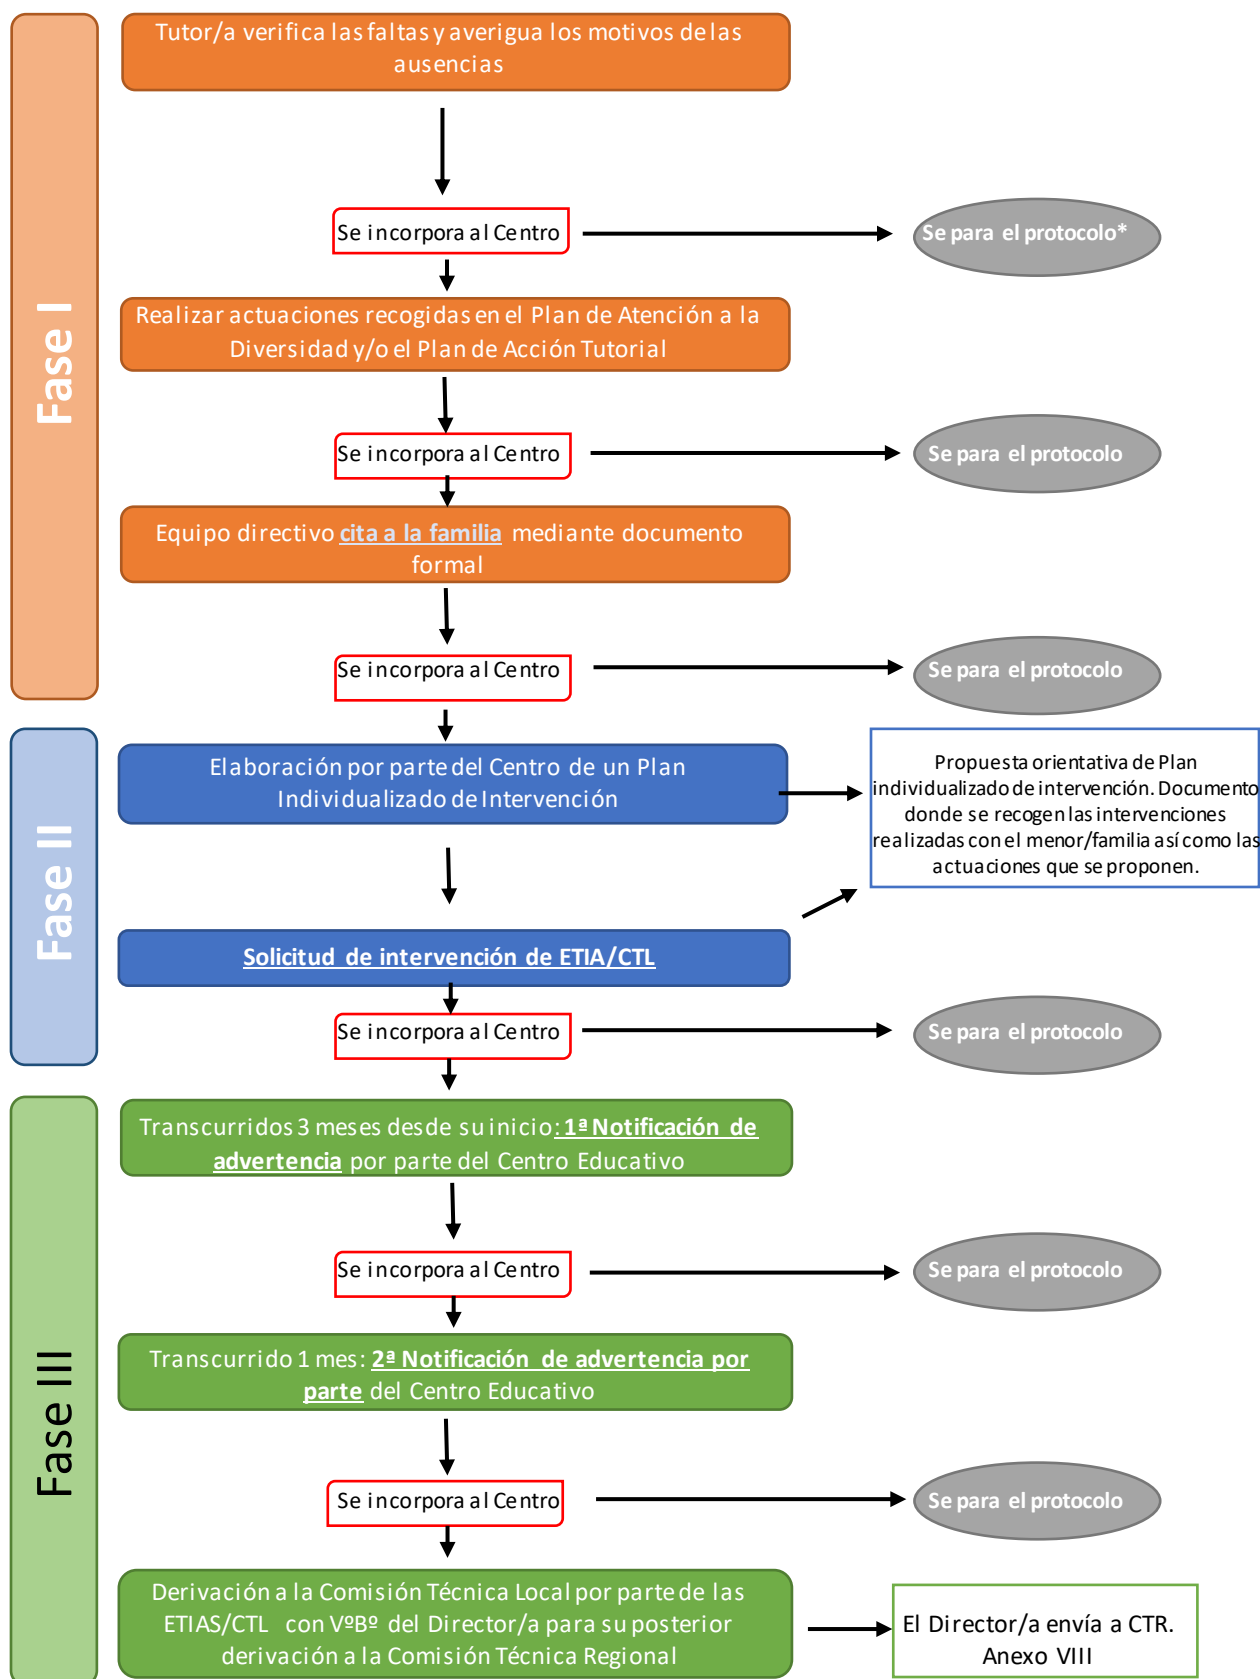 Fase I
Tutor/a verifica las faltas y averigua los motivos de las
ausencias
Se incorpora al Centro
Se para el protocolo*
Realizar actuaciones recogidas en el Plan de Atención a la
Diversidad y/o el Plan de Acción Tutorial
Se incorpora al Centro
Se para el protocolo
Equipo directivo cita a la familia mediante documento
formal
Se incorpora al Centro
Se para el protocolo
Fase II
Elaboración por parte del Centro de un Plan
Individualizado de Intervención
Propuesta orientativa de Plan
individualizado de intervención. Documento
donde se recogen las intervenciones
realizadas con el menor/familia así como las
actuaciones que se proponen.
Solicitud de intervención de ETIA/CTL
Se incorpora al Centro
Se para el protocolo
Fase III
Transcurridos 3 meses desde su inicio: 1ª Notificación de
advertencia por parte del Centro Educativo
Se incorpora al Centro
Se para el protocolo
Transcurrido 1 mes: 2ª Notificación de advertencia por
parte del Centro Educativo
Se incorpora al Centro
Se para el protocolo
Derivación a la Comisión Técnica Local por parte de las
ETIAS/CTL con VºBº del Director/a para su posterior
derivación a la Comisión Técnica Regional
El Director/a envía a CTR.
Anexo VIII